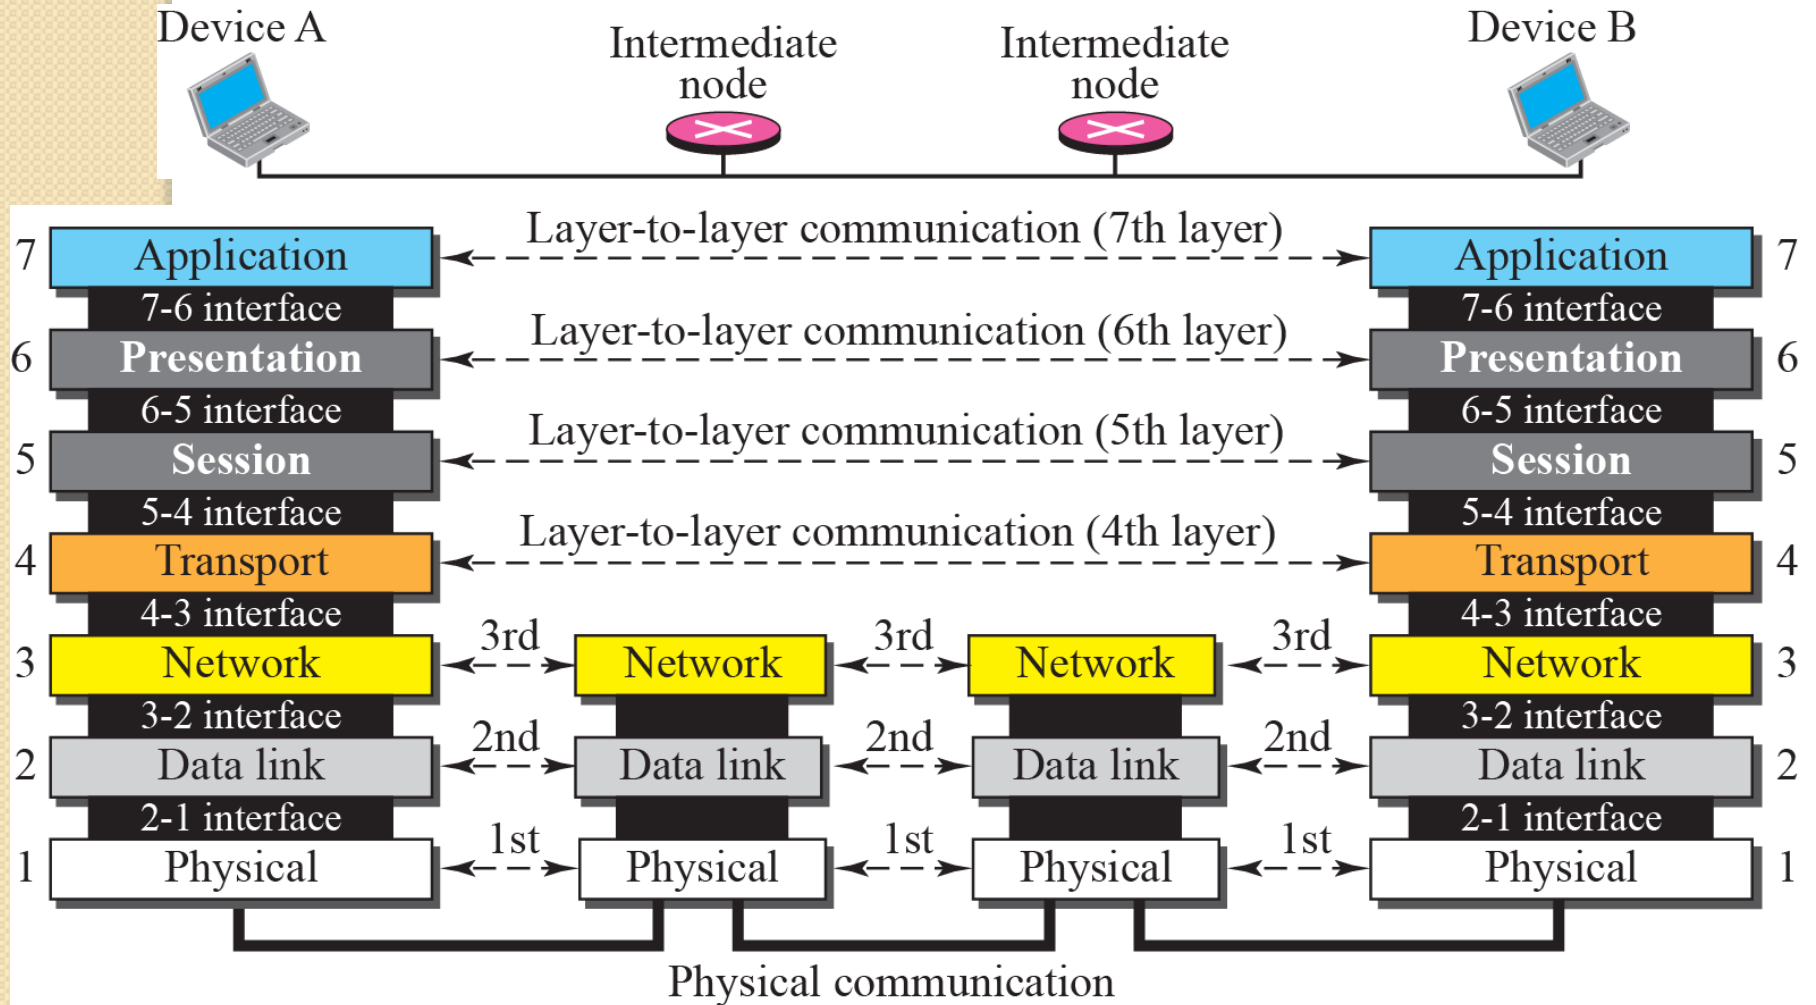 Device A
Intermediate
node
Intermediate
node
Device B
Layer-to-layer communication (7th layer)
7 Application
Application 7
7-6 interface
7-6 interface
Layer-to-layer communication (6th layer)
6 Presentation
Presentation 6
6-5 interface
6-5 interface
Layer-to-layer communication (5th layer)
5 Session
Session 5
5-4 interface
5-4 interface
Layer-to-layer communication (4th layer)
4 Transport
Transport 4
4-3 interface
4-3 interface
3rd 3rd 3rd
3 Network Network Network Network 3
3-2 interface
3-2 interface
2nd 2nd 2nd
2 Data link Data link Data link Data link 2
2-1 interface
2-1 interface
1st 1st 1st
1 Physical Physical Physical Physical 1
Physical communication